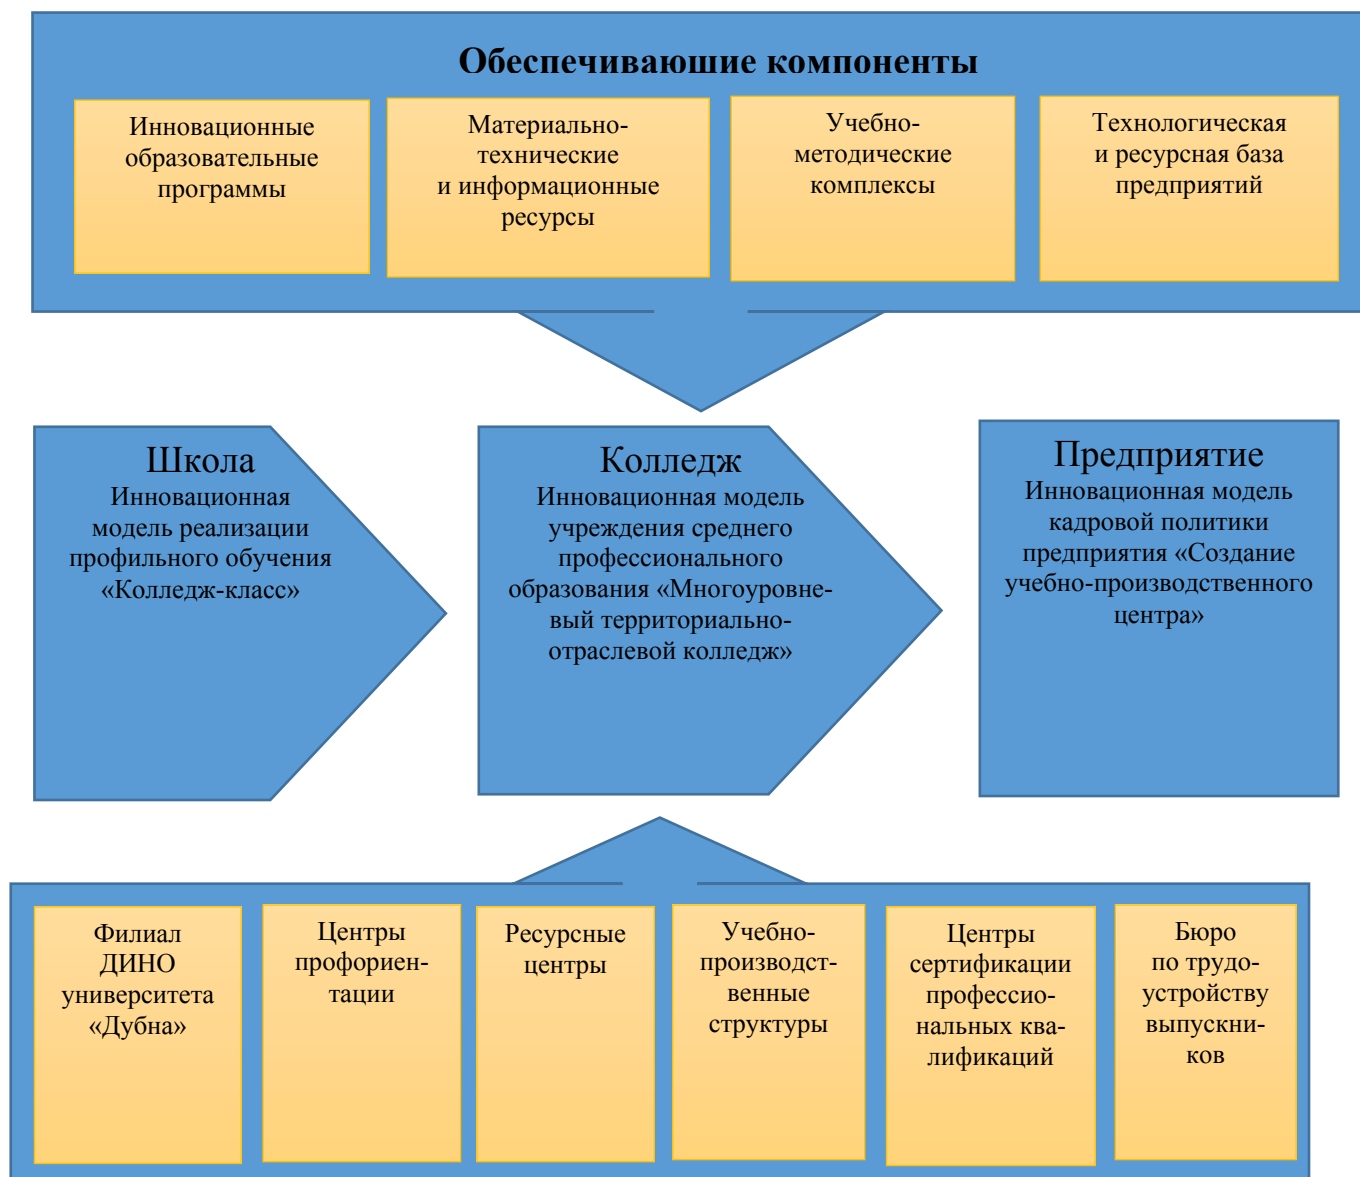 Обеспечиваюшие компоненты
Инновационные
образовательные
программы
Материально-
технические
и информационные
ресурсы
Учебно-
методические
комплексы
Технологическая
и ресурсная база
предприятий
Школа
Инновационная
модель реализации
профильного обучения
«Колледж-класс»
Колледж
Инновационная модель
учреждения среднего
профессионального
образования «Многоуровне-
вый территориально-
отраслевой колледж»
Предприятие
Инновационная модель
кадровой политики
предприятия «Создание
учебно-производственного
центра»
Филиал
ДИНО
университета
«Дубна»
Центры
профориен-
тации
Ресурсные
центры
Учебно-
производст-
венные
структуры
Центры
сертификации
профессио-
нальных ква-
лификаций
Бюро
по трудо-
устройству
выпускни-
ков